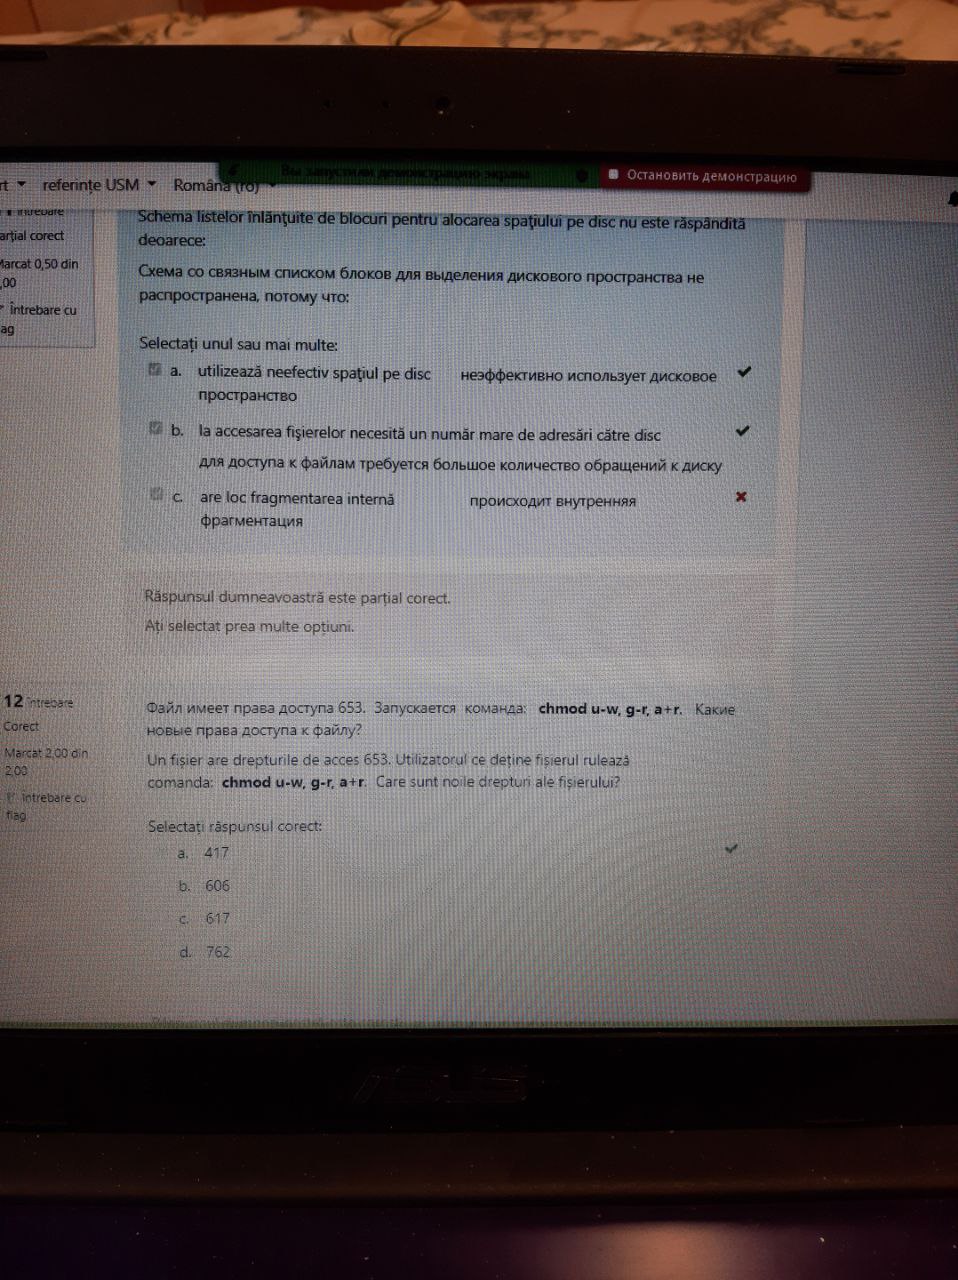 rt referințe USM Română (ro)
Вы запустили демонстрацию экрана
Остановить демонстрацию
Întrebare
arțial corect
Marcat 0,50 din
,00
Întrebare cu
ag
Schema listelor înlănţuite de blocuri pentru alocarea spaţiului pe disc nu este răspândită
deoarece:
Схема со связным списком блоков для выделения дискового пространства не
распространена, потому что:
Selectați unul sau mai multe:
a. utilizează neefectiv spaţiul pe disc неэффективно использует дисковое
пространство
b. la accesarea fişierelor necesită un număr mare de adresări către disc
для доступа к файлам требуется большое количество обращений к диску
c. are loc fragmentarea internă происходит внутренняя
фрагментация
Răspunsul dumneavoastră este parțial corect.
Ați selectat prea multe opțiuni.
12 Întrebare
Corect
Marcat 2,00 din
2,00
Întrebare cu
flag
Файл имеет права доступа 653. Запускается команда: chmod u-w, g-r, a+r. Какие
новые права доступа к файлу?
Un fișier are drepturile de acces 653. Utilizatorul ce deține fișierul rulează
comanda: chmod u-w, g-r, a+r. Care sunt noile drepturi ale fișierului?
Selectați răspunsul corect:
a. 417
b. 606
c. 617
d. 762